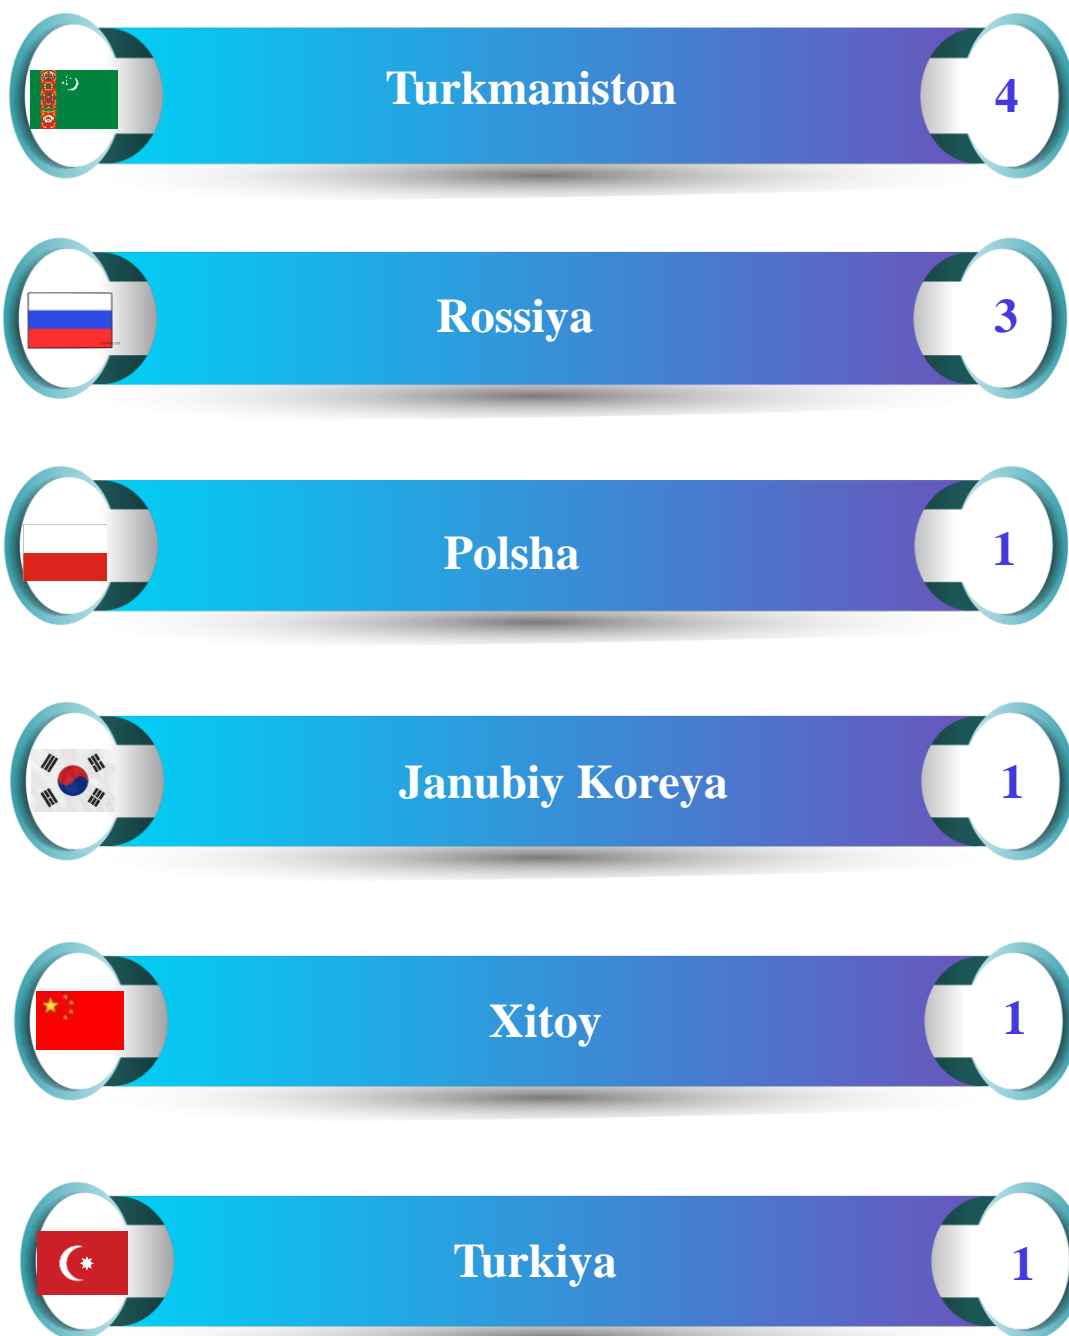 Turkmaniston 4
Rossiya 3
Polsha 1
Janubiy Koreya 1
Xitoy 1
Turkiya 1